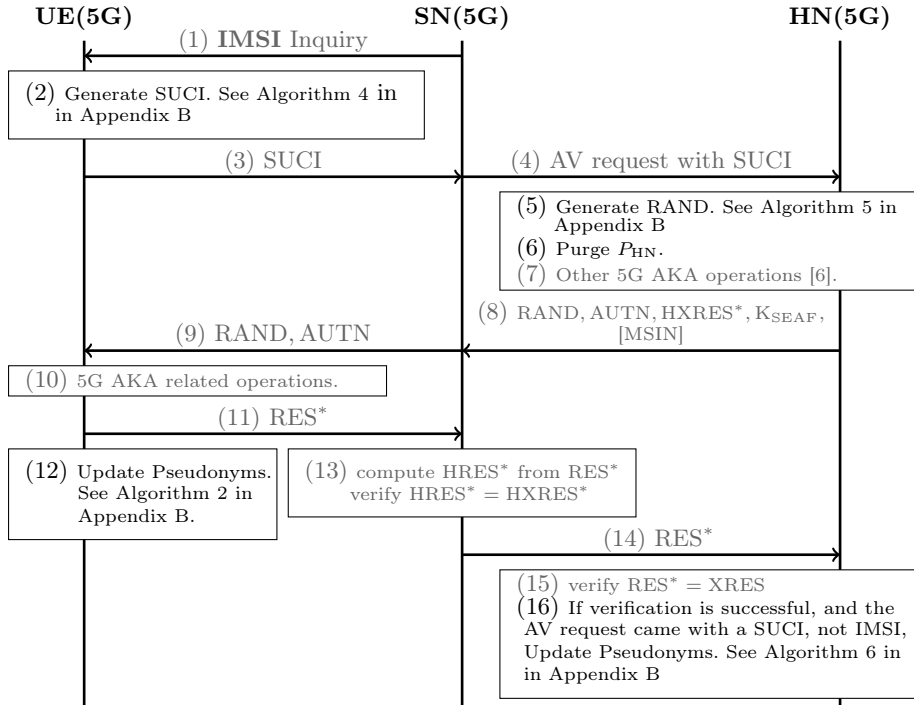 UE(5G) SN(5G) HN(5G)
(1) IMSI Inquiry
(2) Generate SUCI. See Algorithm 4 in
in Appendix B
(3) SUCI
(4) AV request with SUCI
(5) Generate RAND. See Algorithm 5 in
Appendix B
(6) Purge P_HN.
(7) Other 5G AKA operations [6].
(8) RAND, AUTN, HXRES*, K_SEAF,
[MSIN]
(9) RAND, AUTN
(10) 5G AKA related operations.
(11) RES*
(12) Update Pseudonyms.
See Algorithm 2 in
Appendix B.
(13) compute HRES* from RES*
verify HRES* = HXRES*
(14) RES*
(15) verify RES* = XRES
(16) If verification is successful, and the
AV request came with a SUCI, not IMSI,
Update Pseudonyms. See Algorithm 6 in
in Appendix B